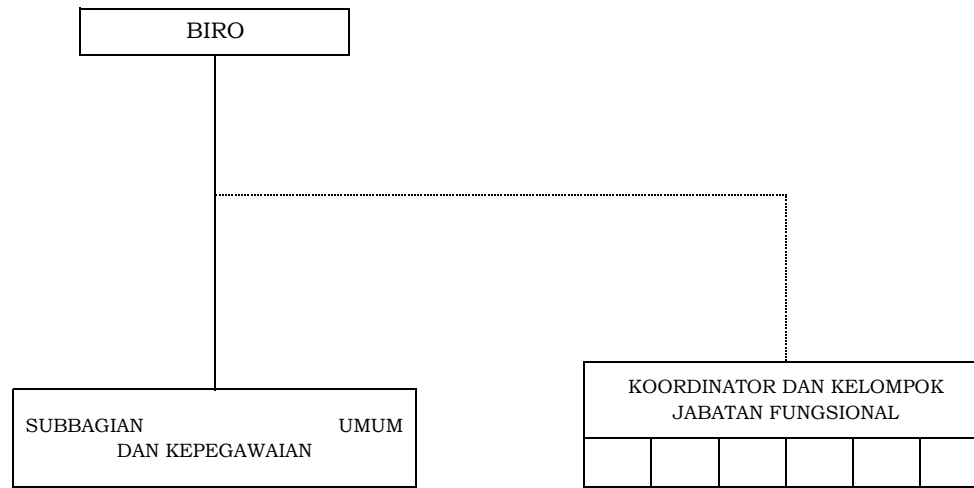 BIRO
KOORDINATOR DAN KELOMPOK
JABATAN FUNGSIONAL
SUBBAGIAN UMUM
DAN KEPEGAWAIAN